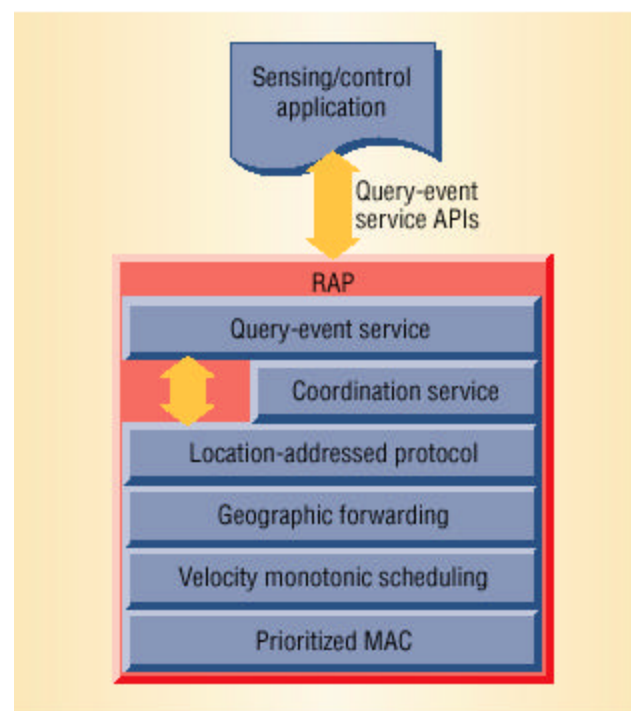 Sensing/control
application
Query-event
service APIs
RAP
Query-event service
Coordination service
Location-addressed protocol
Geographic forwarding
Velocity monotonic scheduling
Prioritized MAC